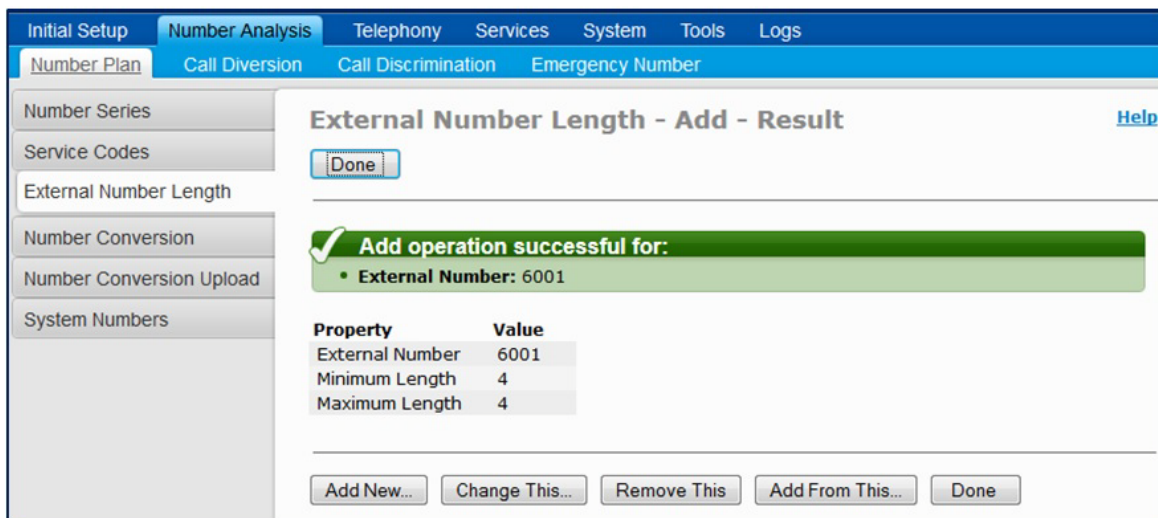 Initial Setup Number Analysis Telephony Services System Tools Logs
Number Plan Call Diversion Call Discrimination Emergency Number
Number Series
Service Codes
External Number Length
Number Conversion
Number Conversion Upload
System Numbers
External Number Length - Add - Result Help
Done
Add operation successful for:
• External Number: 6001
Property Value
External Number 6001
Minimum Length 4
Maximum Length 4
Add New... Change This... Remove This Add From This... Done